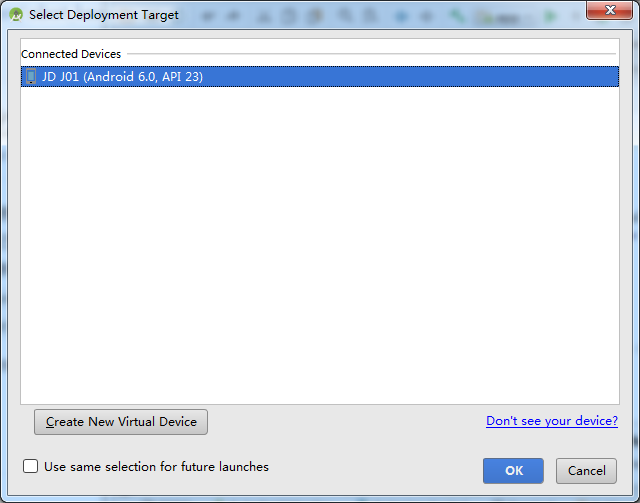 Select Deployment Target
Connected Devices
JD J01 (Android 6.0, API 23)
Create New Virtual Device
Don't see your device?
Use same selection for future launches
OK
Cancel